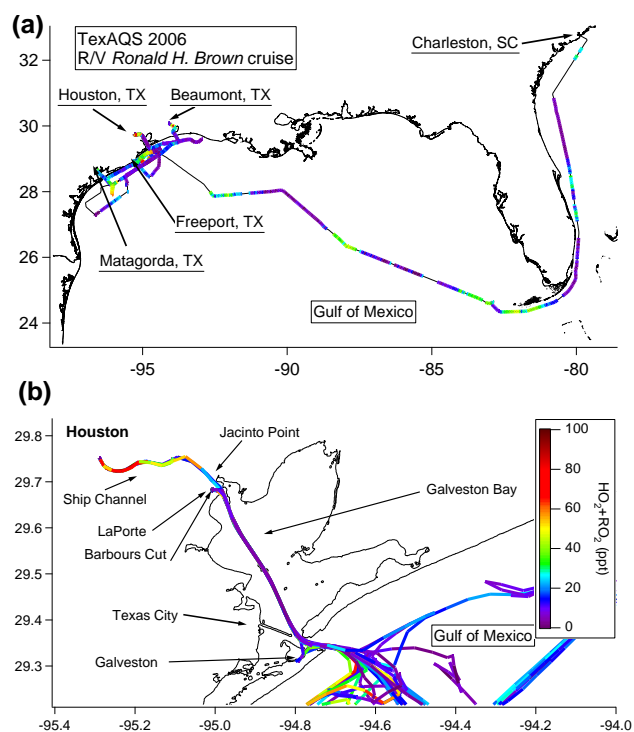 (a)
TexAQS 2006
R/V Ronald H. Brown cruise
Charleston, SC
Houston, TX
Beaumont, TX
Freeport, TX
Matagorda, TX
Gulf of Mexico
32
30
28
26
24
-95
-90
-85
-80
(b)
Houston
Jacinto Point
Ship Channel
Galveston Bay
LaPorte
Barbours Cut
Texas City
Galveston
Gulf of Mexico
29.8
29.7
29.6
29.5
29.4
29.3
-95.4
-95.2
-95.0
-94.8
-94.6
-94.4
-94.2
-94.0
100
80
60
40
20
0
HO₂+RO₂ (ppt)